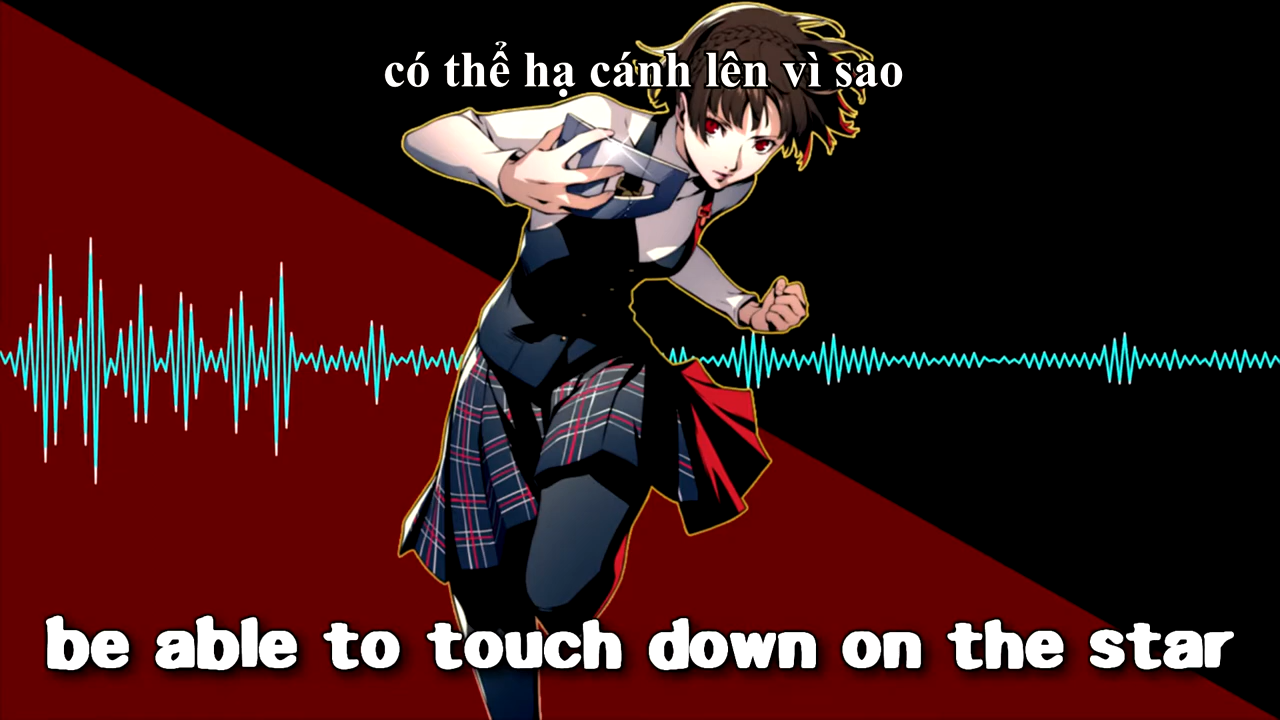 có thể hạ cánh lên vì sao
be able to touch down on the star